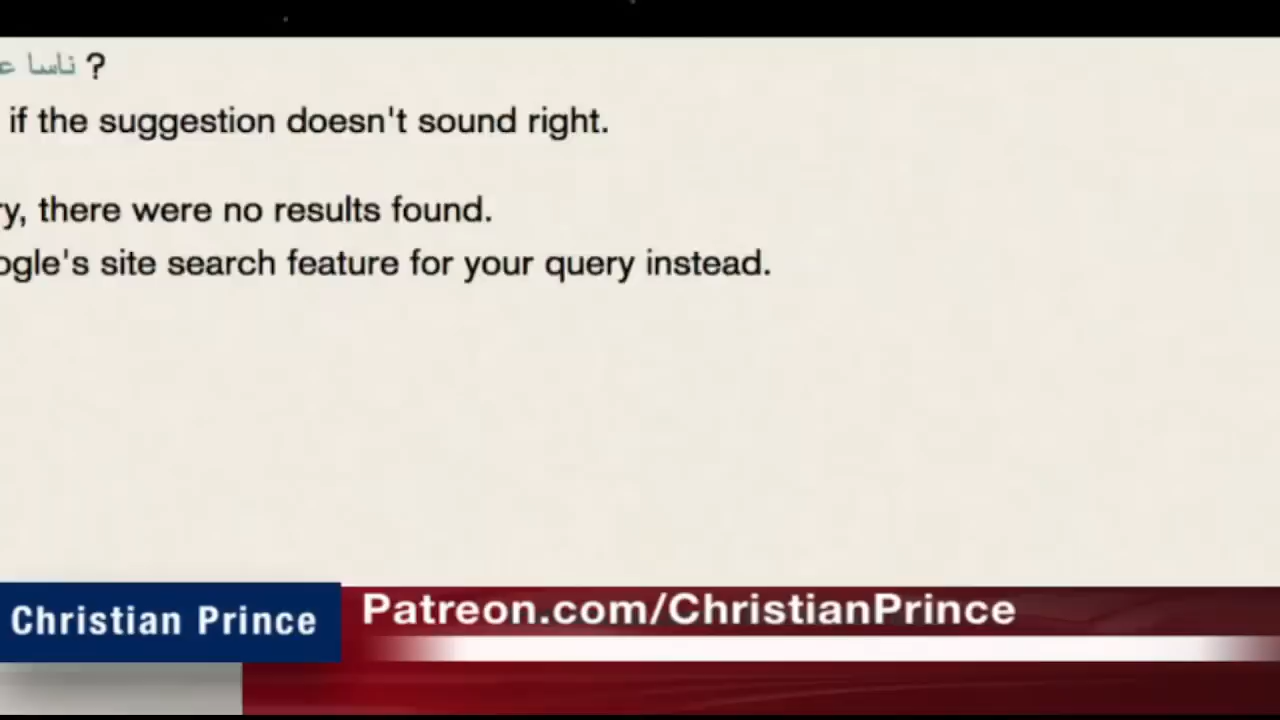 ناسا ?
if the suggestion doesn't sound right.
ry, there were no results found.
ogle's site search feature for your query instead.
Christian Prince
Patreon.com/ChristianPrince